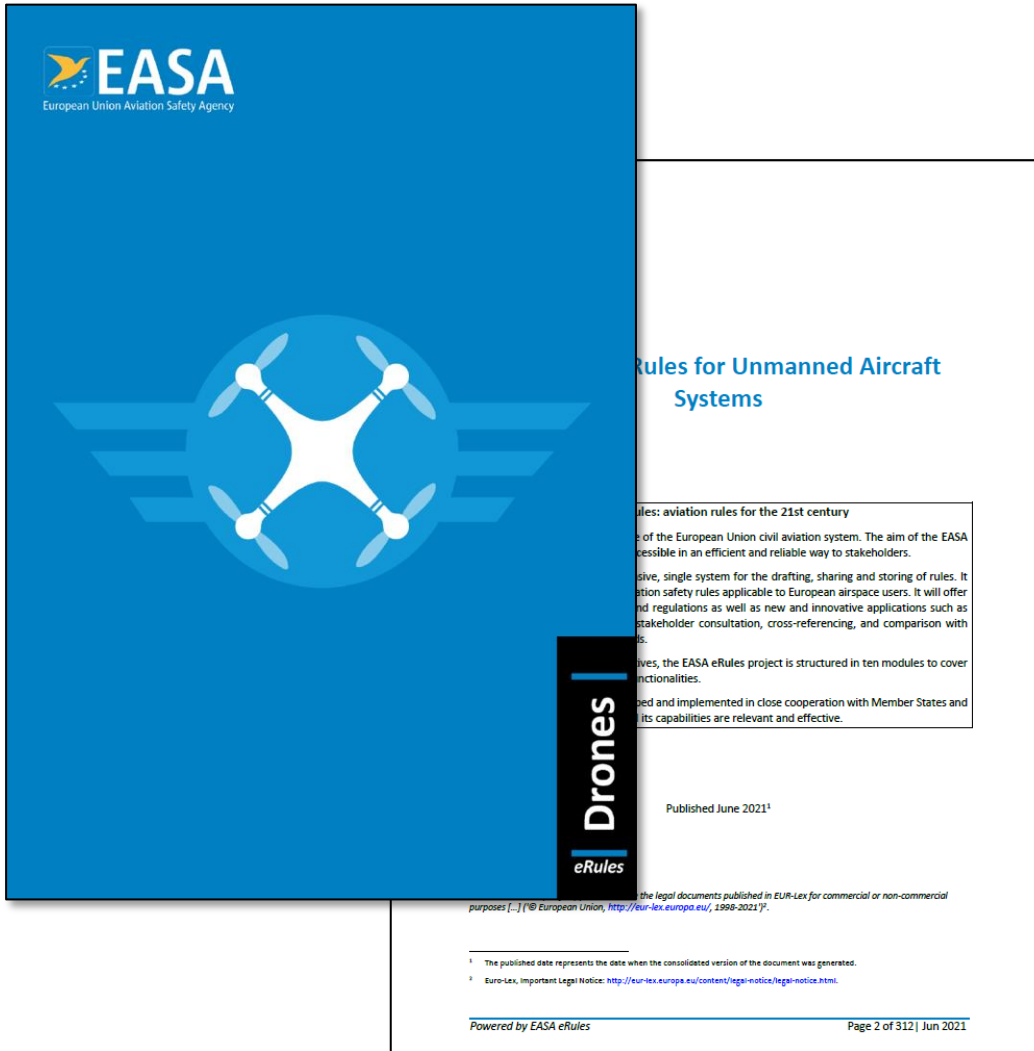 EASA
European Union Aviation Safety Agency
Drones
eRules
Rules for Unmanned Aircraft
Systems
ules: aviation rules for the 21st century
of the European Union civil aviation system. The aim of the EASA
cessible in an efficient and reliable way to stakeholders.
sive, single system for the drafting, sharing and storing of rules. It
ation safety rules applicable to European airspace users. It will offer
nd regulations as well as new and innovative applications such as
stakeholder consultation, cross-referencing, and comparison with
ds.
ives, the EASA eRules project is structured in ten modules to cover
nctionalities.
ped and implemented in close cooperation with Member States and
its capabilities are relevant and effective.
Published June 2021¹
the legal documents published in EUR-Lex for commercial or non-commercial
purposes [...] ('© European Union, http://eur-lex.europa.eu/, 1998-2021')².
¹ The published date represents the date when the consolidated version of the document was generated.
² Euro-Lex, Important Legal Notice: http://eur-lex.europa.eu/content/legal-notice/legal-notice.html.
Powered by EASA eRules Page 2 of 312| Jun 2021